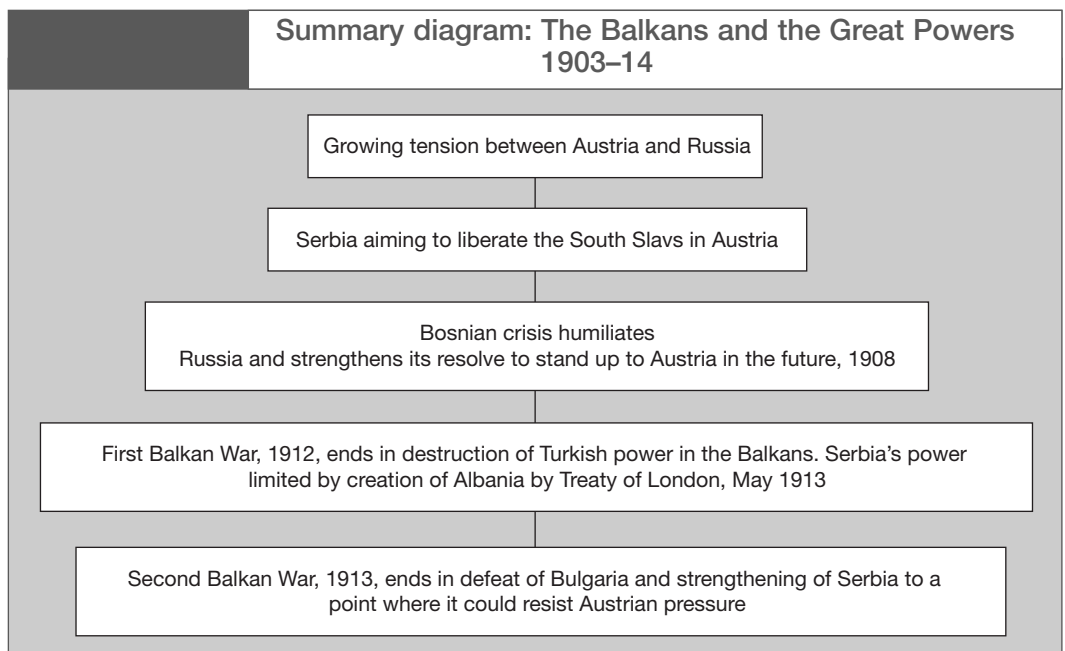 Summary diagram: The Balkans and the Great Powers
1903–14
Growing tension between Austria and Russia
Serbia aiming to liberate the South Slavs in Austria
Bosnian crisis humiliates
Russia and strengthens its resolve to stand up to Austria in the future, 1908
First Balkan War, 1912, ends in destruction of Turkish power in the Balkans. Serbia’s power
limited by creation of Albania by Treaty of London, May 1913
Second Balkan War, 1913, ends in defeat of Bulgaria and strengthening of Serbia to a
point where it could resist Austrian pressure